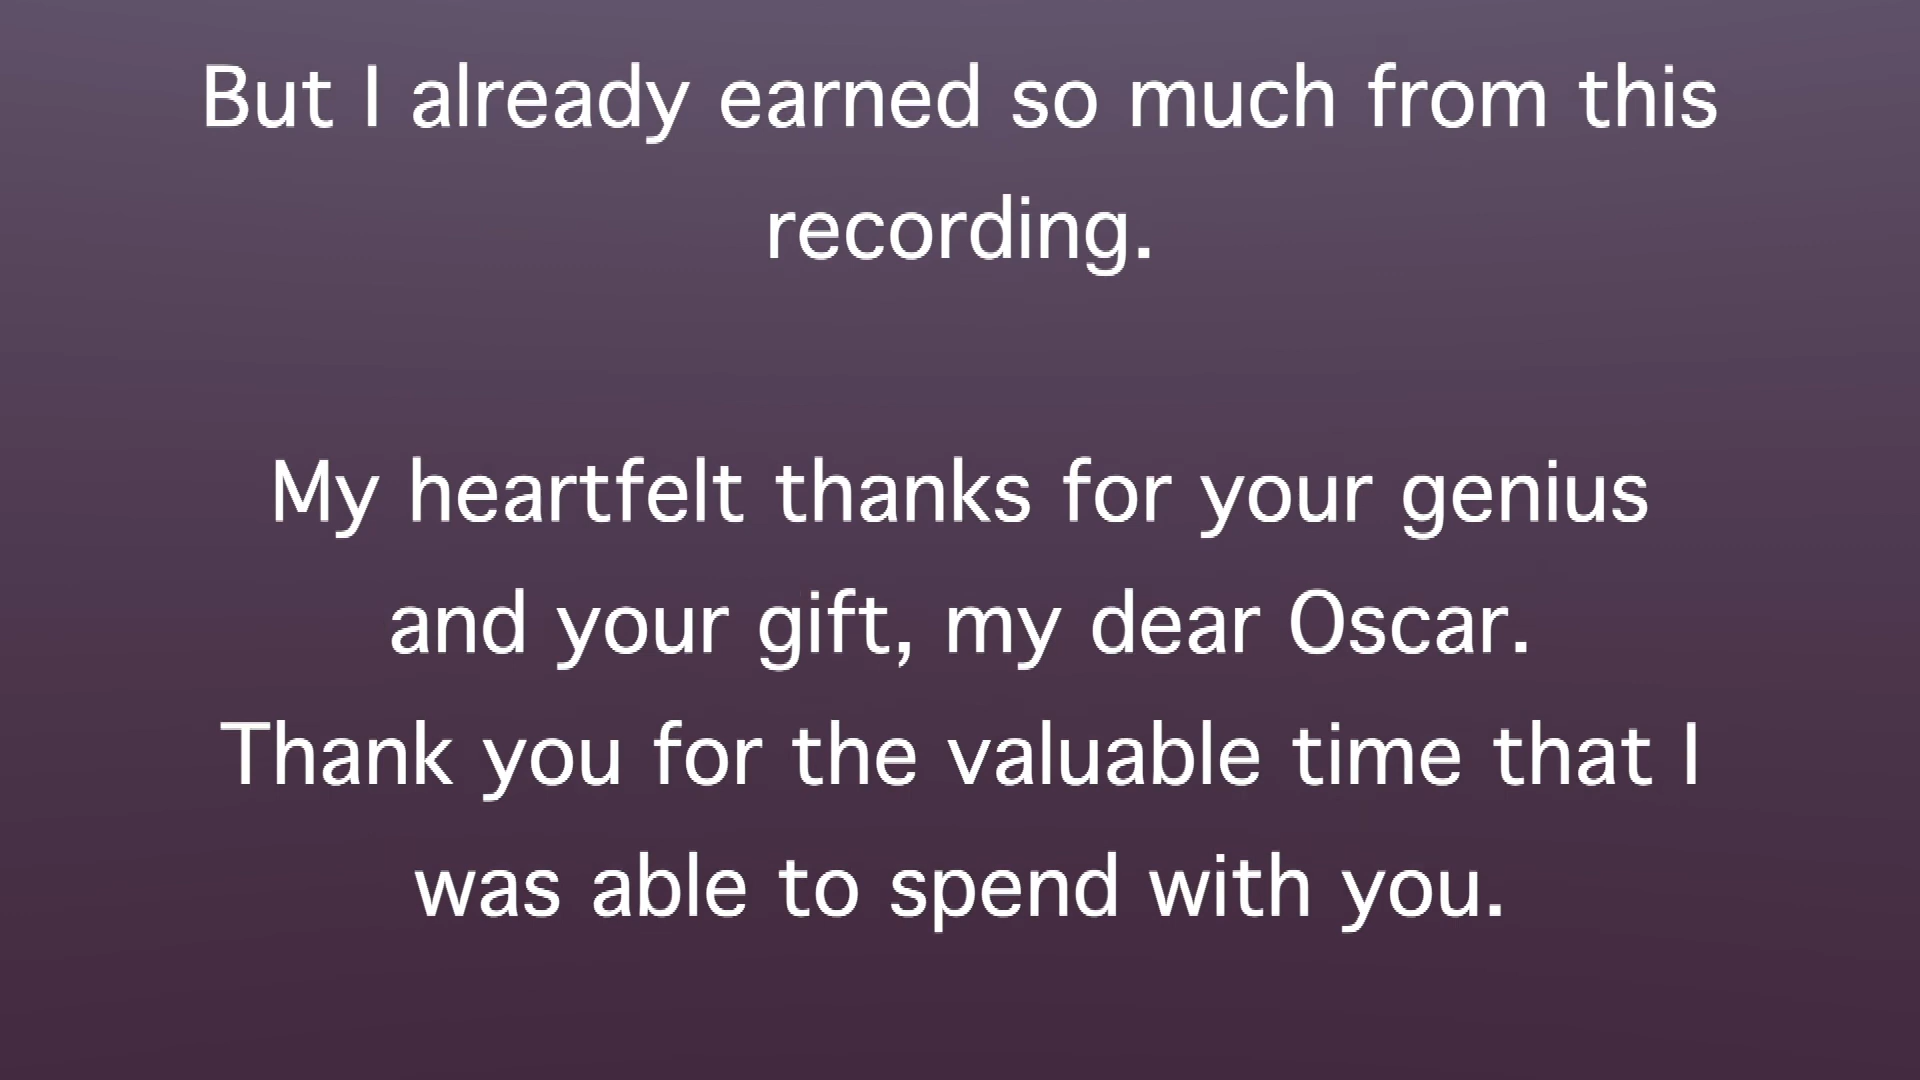 But I already earned so much from this
recording.
My heartfelt thanks for your genius
and your gift, my dear Oscar.
Thank you for the valuable time that I
was able to spend with you.